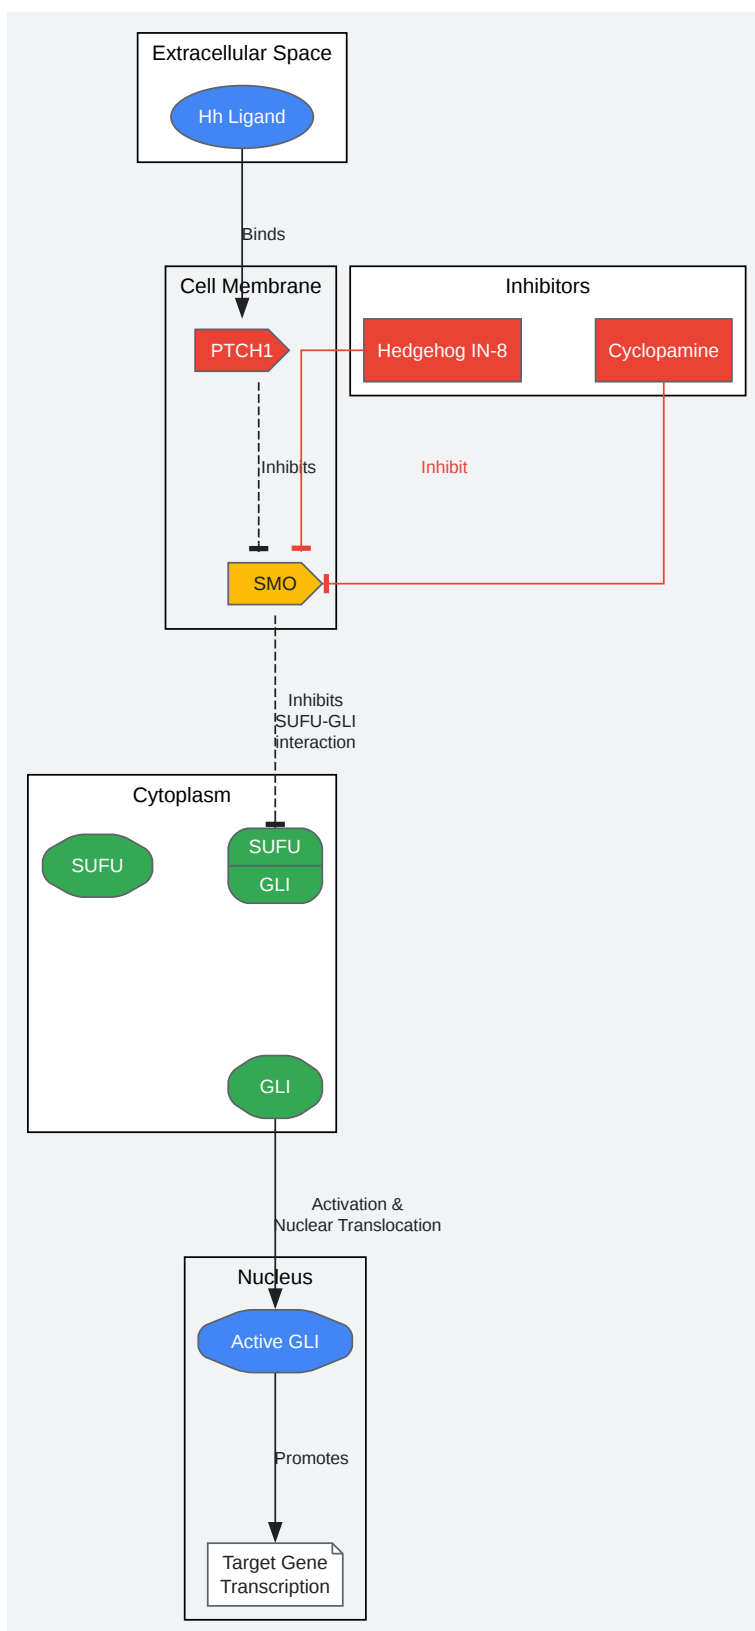 Extracellular Space
Hh Ligand
Binds
Cell Membrane
Inhibitors
PTCH1
Hedgehog IN-8
Cyclopamine
Inhibits
Inhibit
SMO
Inhibits
SUFU-GLI
interaction
Cytoplasm
SUFU
SUFU
GLI
GLI
Activation &
Nuclear Translocation
Nucleus
Active GLI
Promotes
Target Gene
Transcription